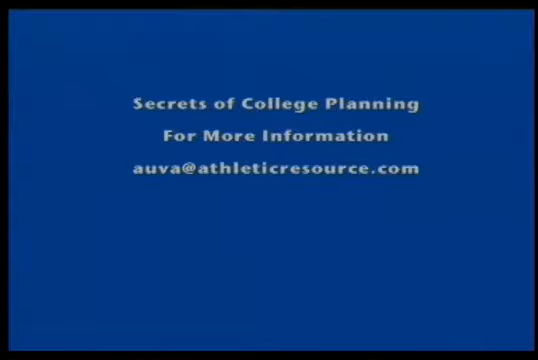 Secrets of College Planning
For More Information
auva@athleticresource.com